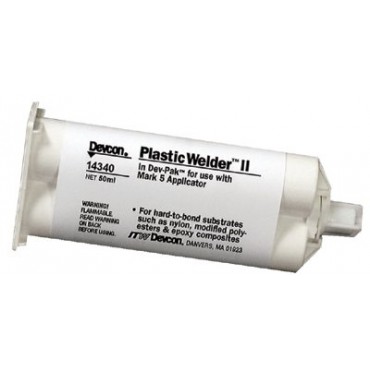 Devcon. Plastic Welder™ II
14340 In Dev-Pak™ for use with
NET 50ml Mark 5 Applicator
WARNING!
FLAMMABLE.
READ WARNING
ON BACK
BEFORE USING.
• For hard-to-bond substrates
such as nylon, modified poly-
esters & epoxy composites
ITW Devcon, DANVERS, MA 01923